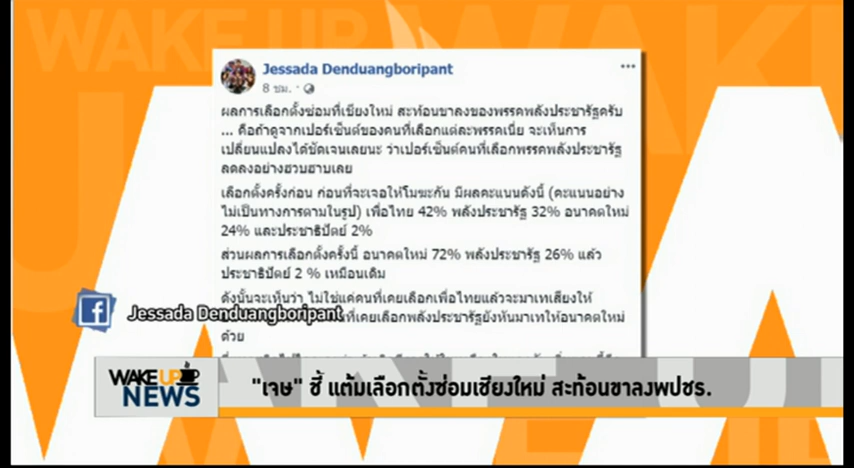 WAKE UP
Jessada Denduangboripant
8 ชม.
ผลการเลือกตั้งซ่อมที่เชียงใหม่ สะท้อนขาลงของพรรคพลังประชารัฐครับ
... คือถ้าดูจากเปอร์เซ็นต์ของคนที่เลือกแต่ละพรรคเนี่ย จะเห็นการ
เปลี่ยนแปลงได้ชัดเจนเลยนะ ว่าเปอร์เซ็นต์คนที่เลือกพรรคพลังประชารัฐ
ลดลงอย่างฮวบฮาบเลย
เลือกตั้งครั้งก่อน ก่อนที่จะเจอให้โมฆะกัน มีผลคะแนนดังนี้ (คะแนนอย่าง
ไม่เป็นทางการตามในรูป) เพื่อไทย 42% พลังประชารัฐ 32% อนาคตใหม่
24% และประชาธิปัตย์ 2%
ส่วนผลการเลือกตั้งครั้งนี้ อนาคตใหม่ 72% พลังประชารัฐ 26% แล้ว
ประชาธิปัตย์ 2 % เหมือนเดิม
ดังนั้นจะเห็นว่า ไม่ใช่แค่คนที่เคยเลือกเพื่อไทยแล้วจะมาเทเสียงให้
ที่เคยเลือกพลังประชารัฐยังหันมาเทให้อนาคตใหม่
ด้วย
Jessada Denduangboripant
WAKE UP
NEWS
"เจษ" ชี้ แต้มเลือกตั้งซ่อมเชียงใหม่ สะท้อนขาลงพปชร.